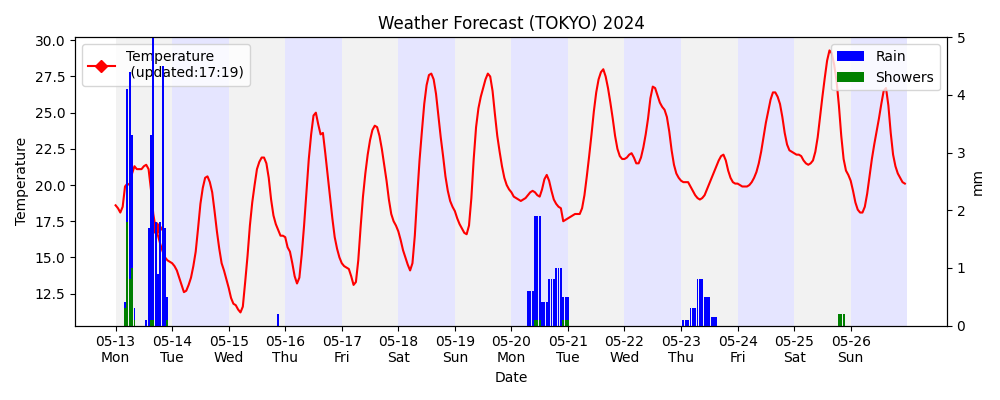 Weather Forecast (TOKYO) 2024
Temperature
(updated:17:19)
Rain
Showers
30.0
27.5
25.0
22.5
20.0
17.5
15.0
12.5
Temperature
5
4
3
2
1
0
mm
05-13 05-14 05-15 05-16 05-17 05-18 05-19 05-20 05-21 05-22 05-23 05-24 05-25 05-26
Mon Tue Wed Thu Fri Sat Sun Mon Tue Wed Thu Fri Sat Sun
Date